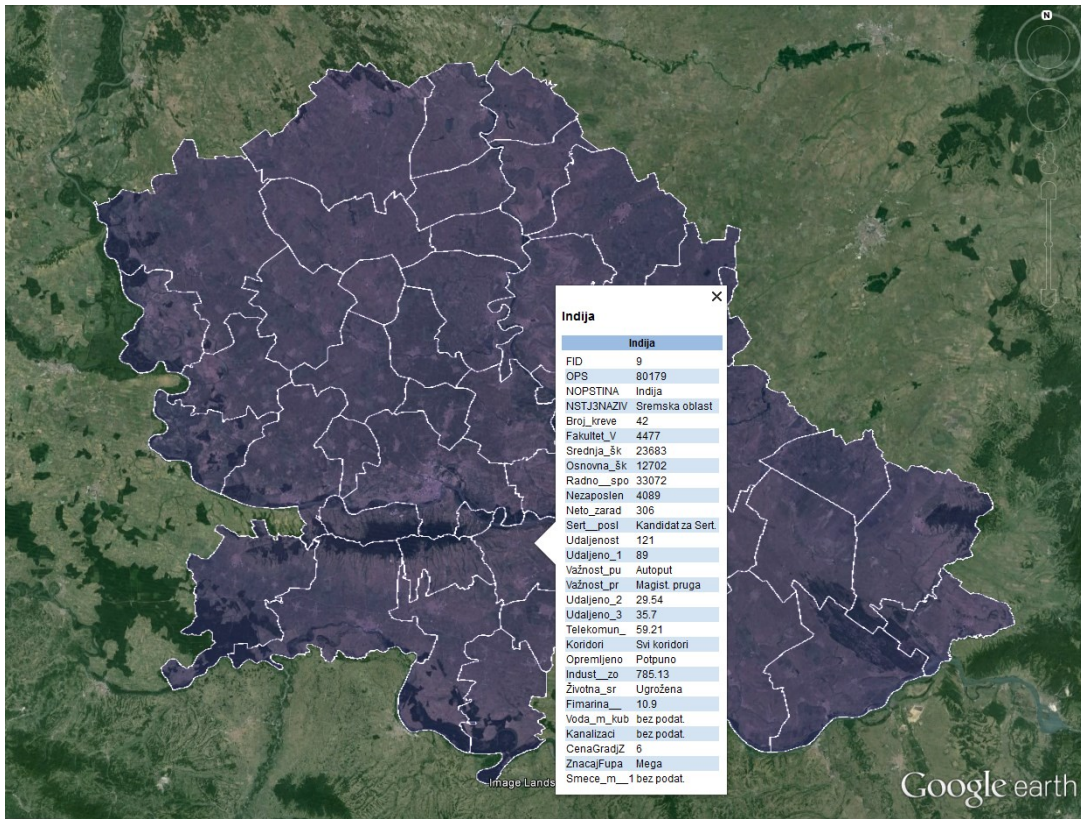 N
Indija
Indija
FID 9
OPS 80179
NOPSTINA Indija
NSTJ3NAZIV Sremska oblast
Broj_kreve 42
Fakultet_V 4477
Srednja_šk 23683
Osnovna_šk 12702
Radno__spo 33072
Nezaposlen 4089
Neto_zarad 306
Sert__posl Kandidat za Sert.
Udaljenost 121
Udaljeno_1 89
Važnost_pu Autoput
Važnost_pr Magist. pruga
Udaljeno_2 29.54
Udaljeno_3 35.7
Telekomun_ 59.21
Koridori Svi koridori
Opremljeno Potpuno
Indust__zo 785.13
Životna_sr Ugrožena
Fimarina__ 10.9
Voda_m_kub bez podat.
Kanalizaci bez podat.
CenaGradjZ 6
ZnacajFupa Mega
Smece_m__1 bez podat.
Image Lands
Google earth